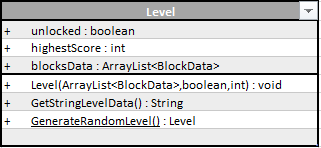 Level
+ unlocked : boolean
+ highestScore : int
+ blocksData : ArrayList<BlockData>
+ Level(ArrayList<BlockData>,boolean,int) : void
+ GetStringLevelData() : String
+ GenerateRandomLevel() : Level